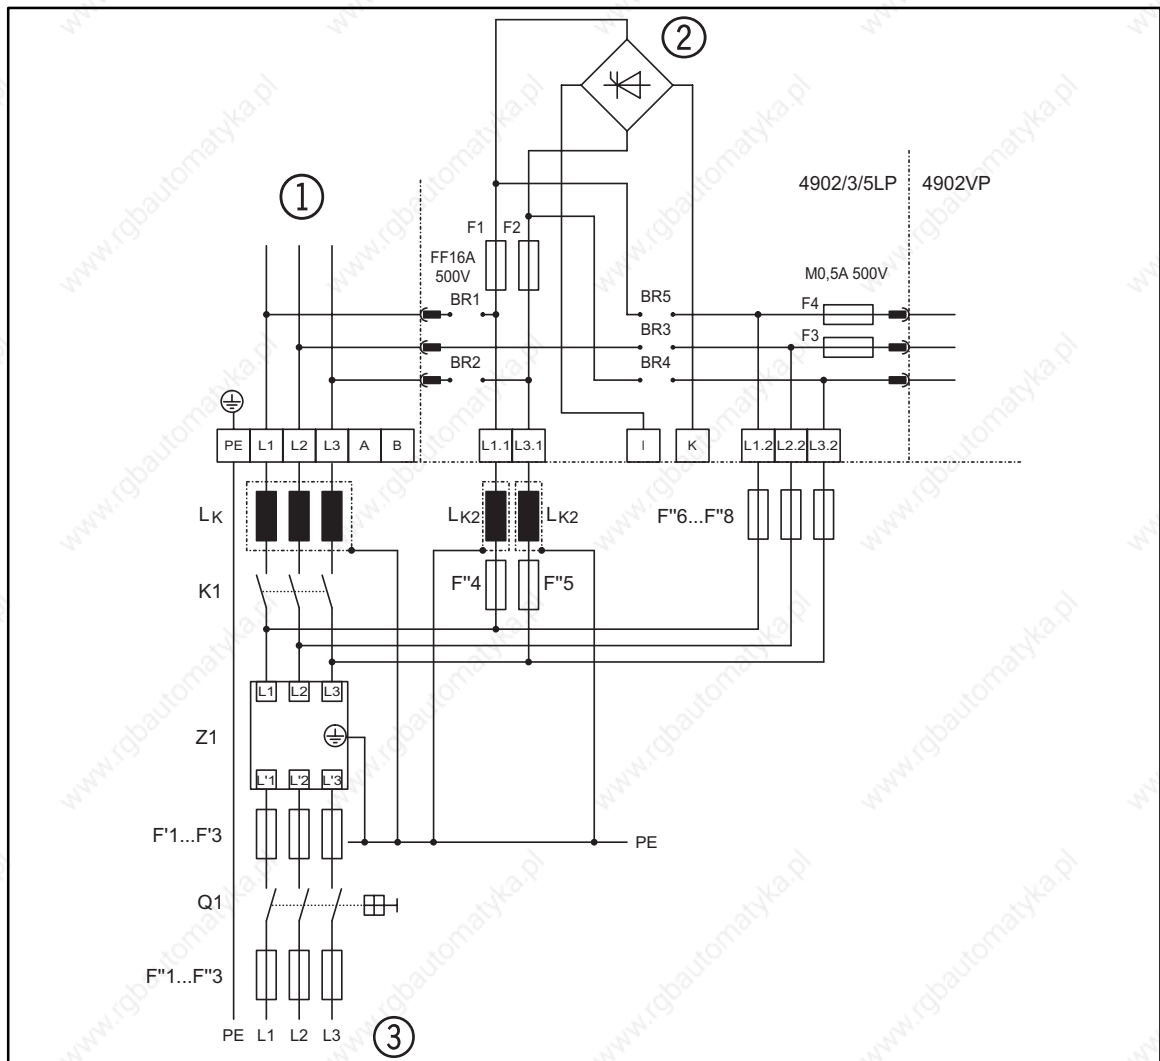 2
1
4902/3/5LP 4902VP
F1 F2
FF16A
500V
M0,5A 500V
BR1 BR5 F4
BR3 F3
BR2 BR4
PE L1 L2 L3 A B L1.1 L3.1 I K L1.2 L2.2 L3.2
LK LK2 LK2 F"6...F"8
K1 F"4 F"5
L1 L2 L3
Z1
L'1 L'2 L'3
F'1...F'3 PE
Q1
F"1...F"3
PE L1 L2 L3 3
www.rgbautomatyka.pl